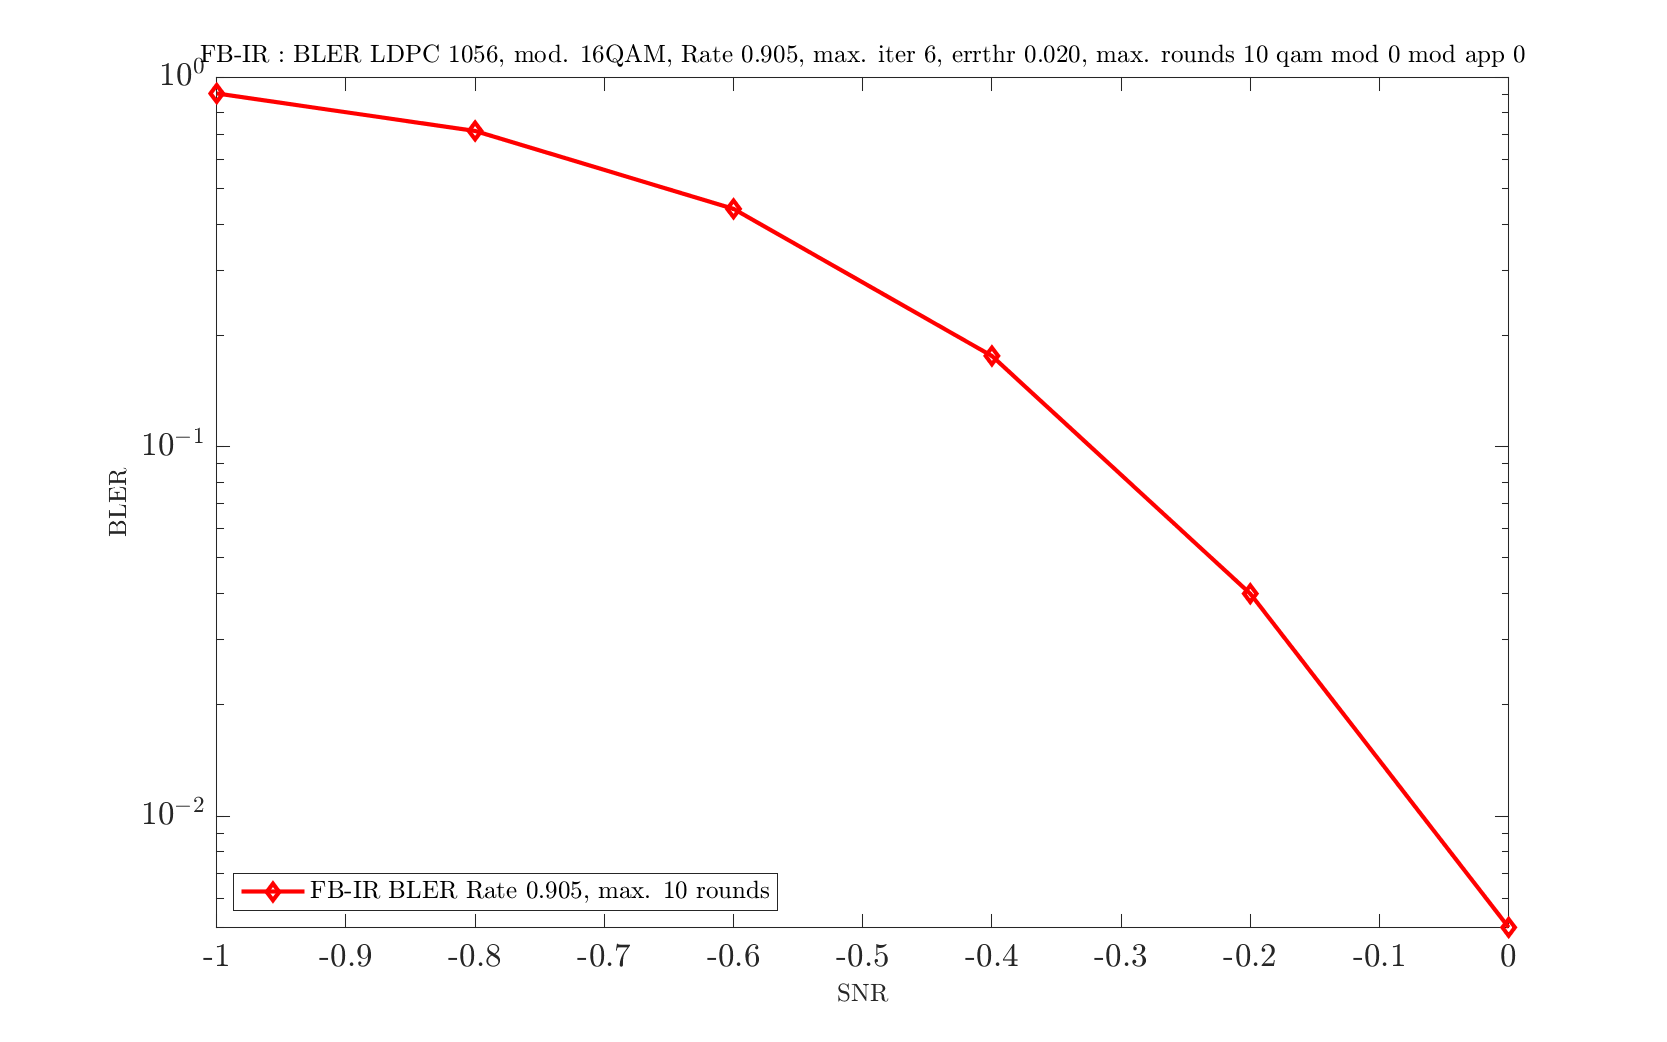 FB-IR : BLER LDPC 1056, mod. 16QAM, Rate 0.905, max. iter 6, errthr 0.020, max. rounds 10 qam mod 0 mod app 0
10^0
10^-1
BLER
10^-2
FB-IR BLER Rate 0.905, max. 10 rounds
-1 -0.9 -0.8 -0.7 -0.6 -0.5 -0.4 -0.3 -0.2 -0.1 0
SNR